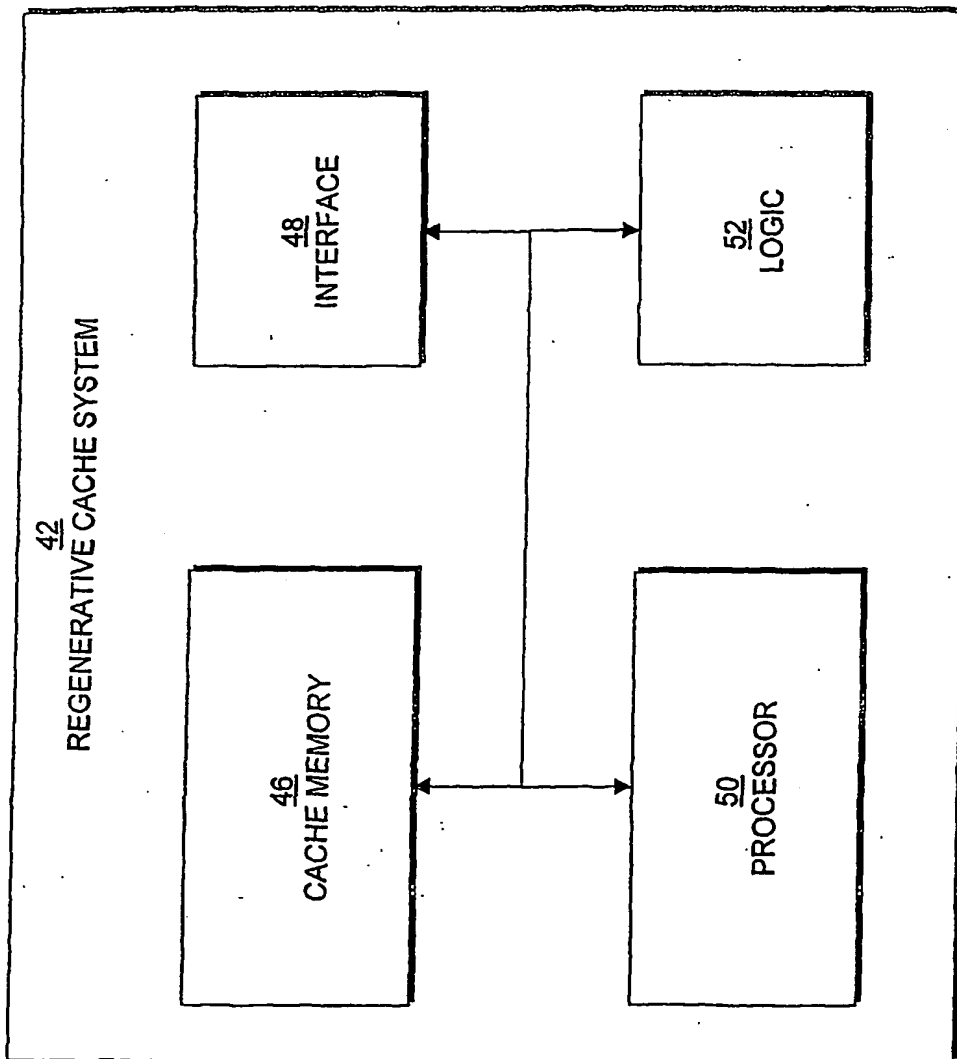 42
REGENERATIVE CACHE SYSTEM
46
CACHE MEMORY
48
INTERFACE
50
PROCESSOR
52
LOGIC